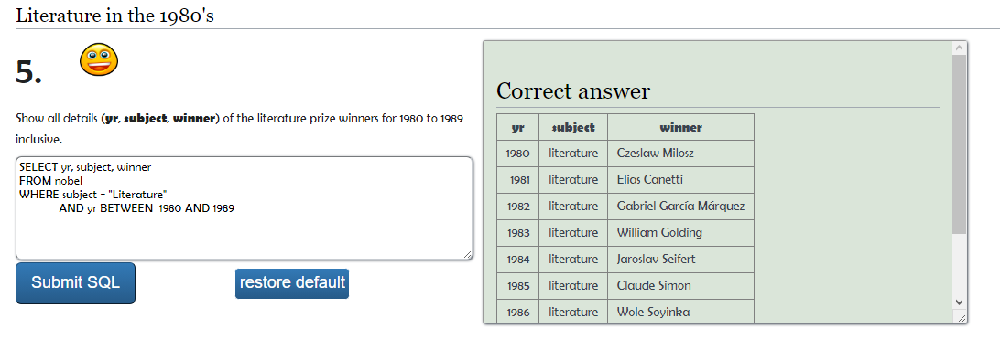 Literature in the 1980's
5.
Show all details (yr, subject, winner) of the literature prize winners for 1980 to 1989
inclusive.
SELECT yr, subject, winner
FROM nobel
WHERE subject = "Literature"
AND yr BETWEEN 1980 AND 1989
Submit SQL
restore default
Correct answer
yr subject winner
1980 literature Czeslaw Milosz
1981 literature Elias Canetti
1982 literature Gabriel García Márquez
1983 literature William Golding
1984 literature Jaroslav Seifert
1985 literature Claude Simon
1986 literature Wole Soyinka